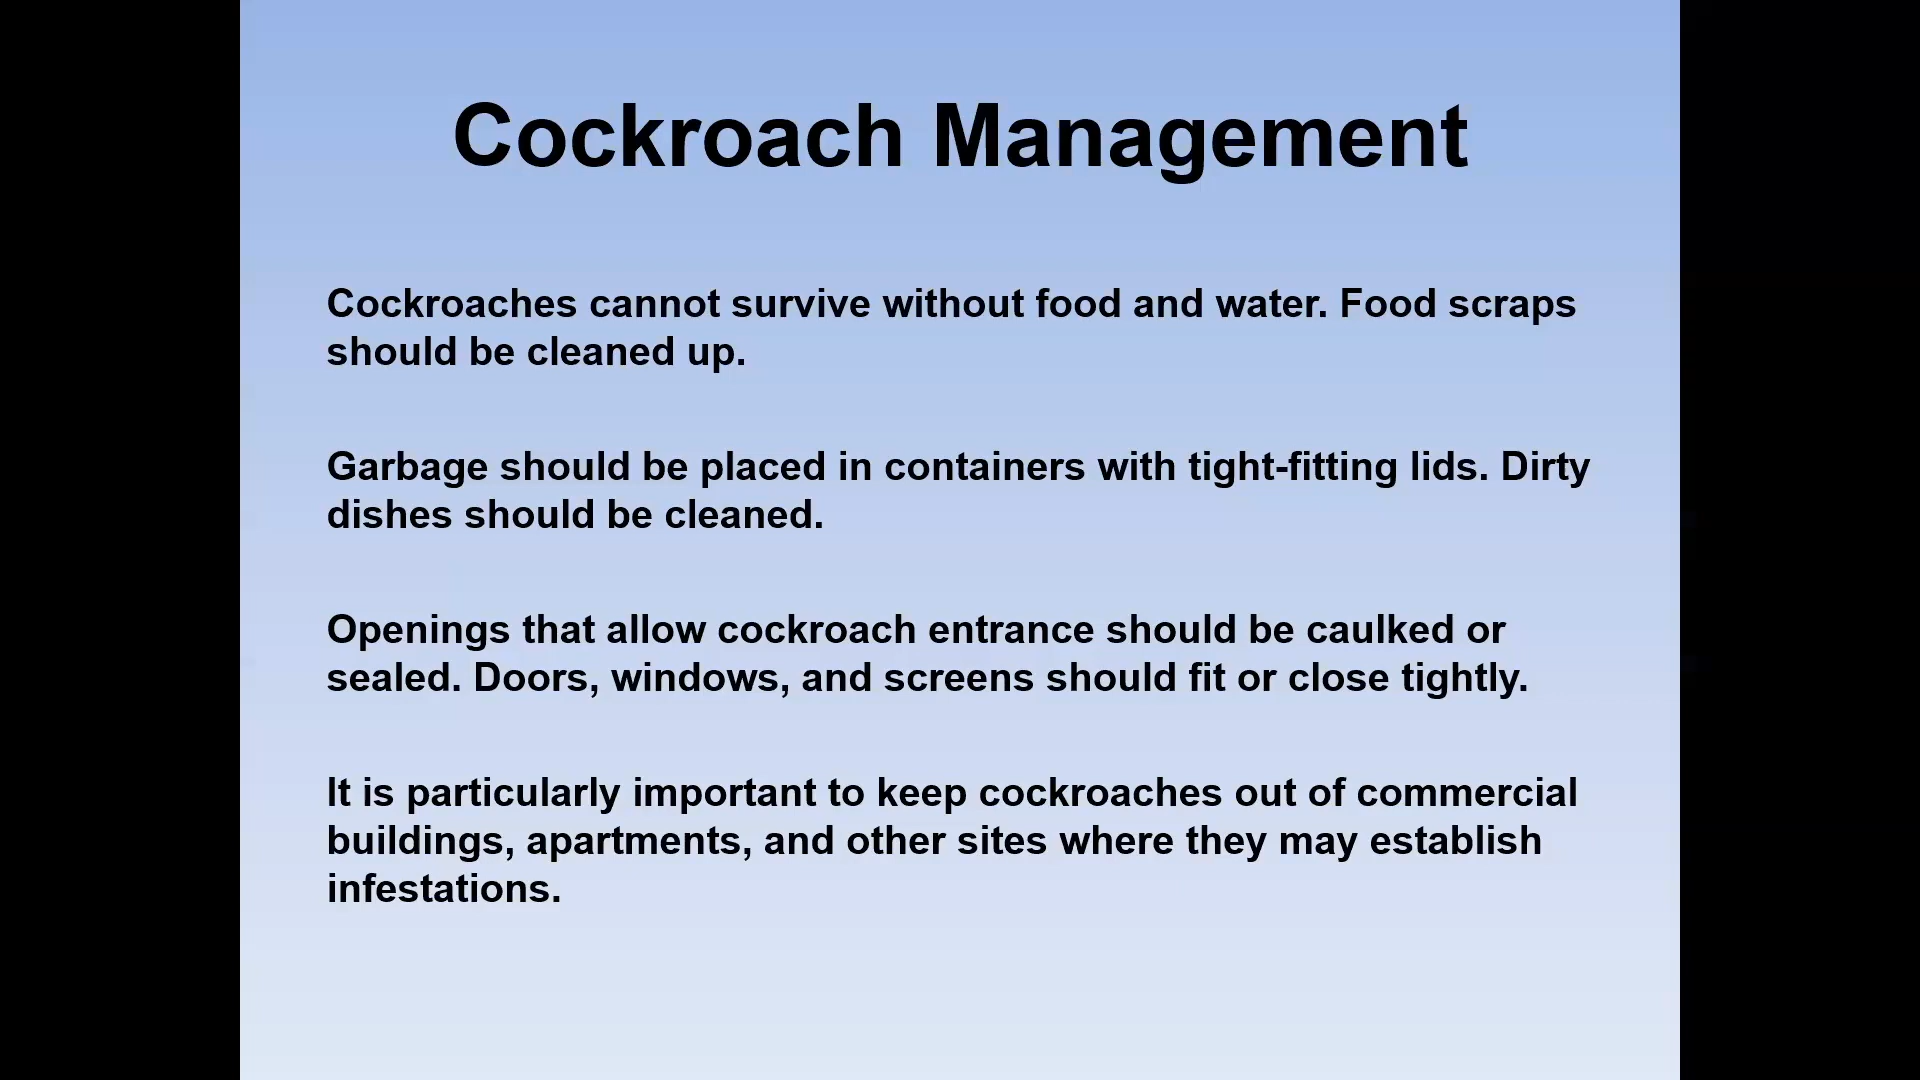 Cockroach Management
Cockroaches cannot survive without food and water. Food scraps
should be cleaned up.
Garbage should be placed in containers with tight-fitting lids. Dirty
dishes should be cleaned.
Openings that allow cockroach entrance should be caulked or
sealed. Doors, windows, and screens should fit or close tightly.
It is particularly important to keep cockroaches out of commercial
buildings, apartments, and other sites where they may establish
infestations.